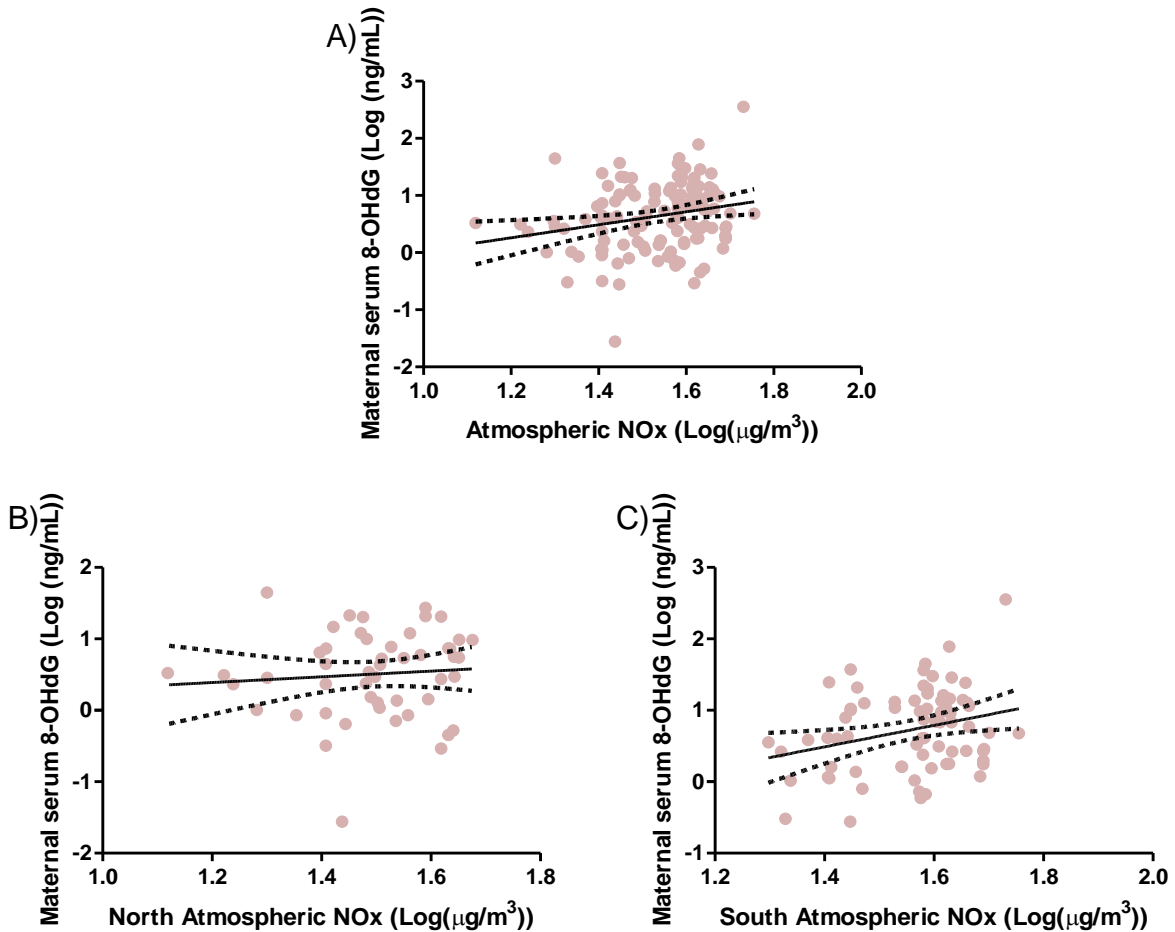 A)
Maternal serum 8-OHdG (Log (ng/mL))
3
2
1
0
-1
-2
1.0 1.2 1.4 1.6 1.8 2.0
Atmospheric NOx (Log(μg/m³))
B)
Maternal serum 8-OHdG (Log (ng/mL))
2
1
0
-1
-2
1.0 1.2 1.4 1.6 1.8
North Atmospheric NOx (Log(μg/m³))
C)
Maternal serum 8-OHdG (Log (ng/mL))
3
2
1
0
-1
1.2 1.4 1.6 1.8 2.0
South Atmospheric NOx (Log(μg/m³))